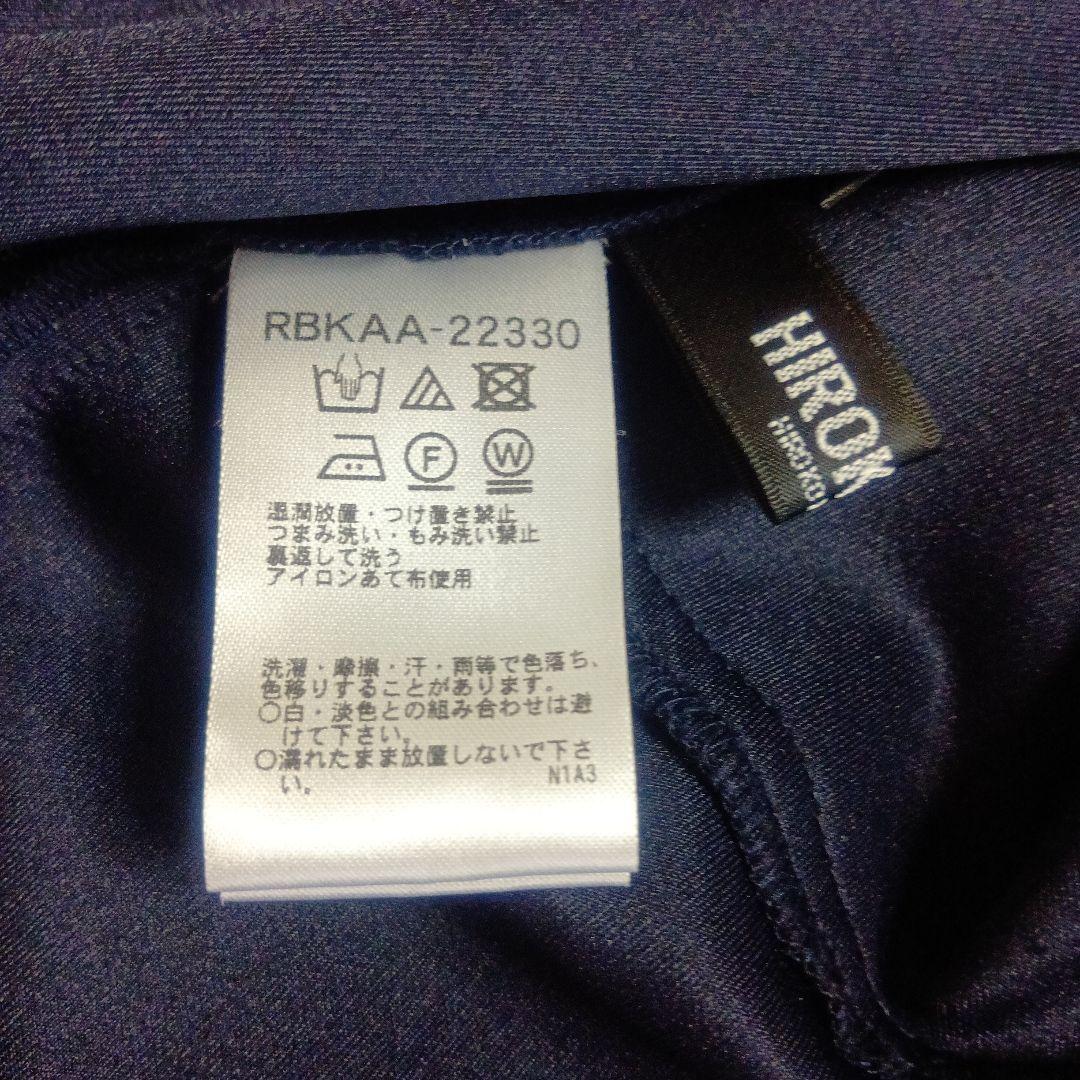 RBKAA-22330
F W
湿潤放置・つけ置き禁止
つまみ洗い・もみ洗い禁止
裏返して洗う
アイロンあて布使用
洗濯・摩擦・汗・雨等で色落ち、
色移りすることがあります。
○白・淡色との組み合わせは避
けて下さい。
○濡れたまま放置しないで下さ
い。
N1A3
HIROK
HIROKO